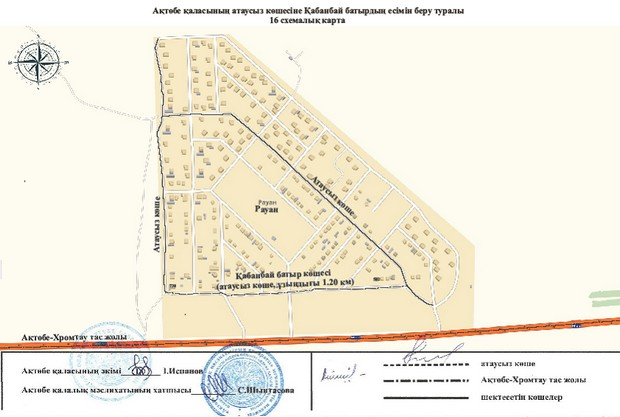 Ақтөбе қаласының атаусыз көшесіне Қабанбай батырдың есімін беру туралы
16 схемалық карта
Рауан
Рауан
Атаусыз көше
Атаусыз көше
Қабанбай батыр көшесі
(атаусыз көше, ұзындығы 1.20 км)
Ақтөбе-Хромтау тас жолы
Ақтөбе қаласының әкімі І.Испанов
Ақтөбе қалалық мәслихатының хатшысы С.Шынтасова
атаусыз көше
Ақтөбе-Хромтау тас жолы
шектесетін көшелер